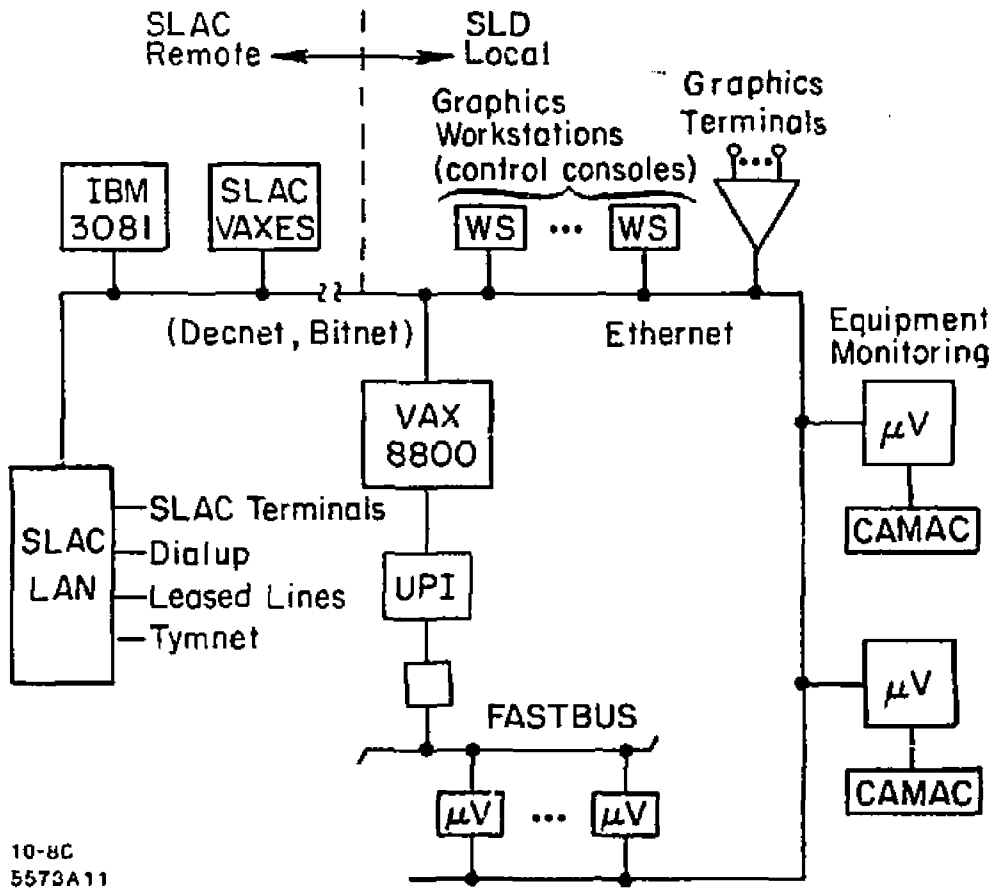 SLAC
Remote
SLD
Local
Graphics
Workstations
(control consoles)
Graphics
Terminals
IBM
3081
SLAC
VAXES
WS
•••
WS
(Decnet, Bitnet)
Ethernet
Equipment
Monitoring
VAX
8800
μV
CAMAC
SLAC
LAN
SLAC Terminals
Dialup
Leased Lines
Tymnet
UPI
μV
CAMAC
FASTBUS
μV
•••
μV
5573A11